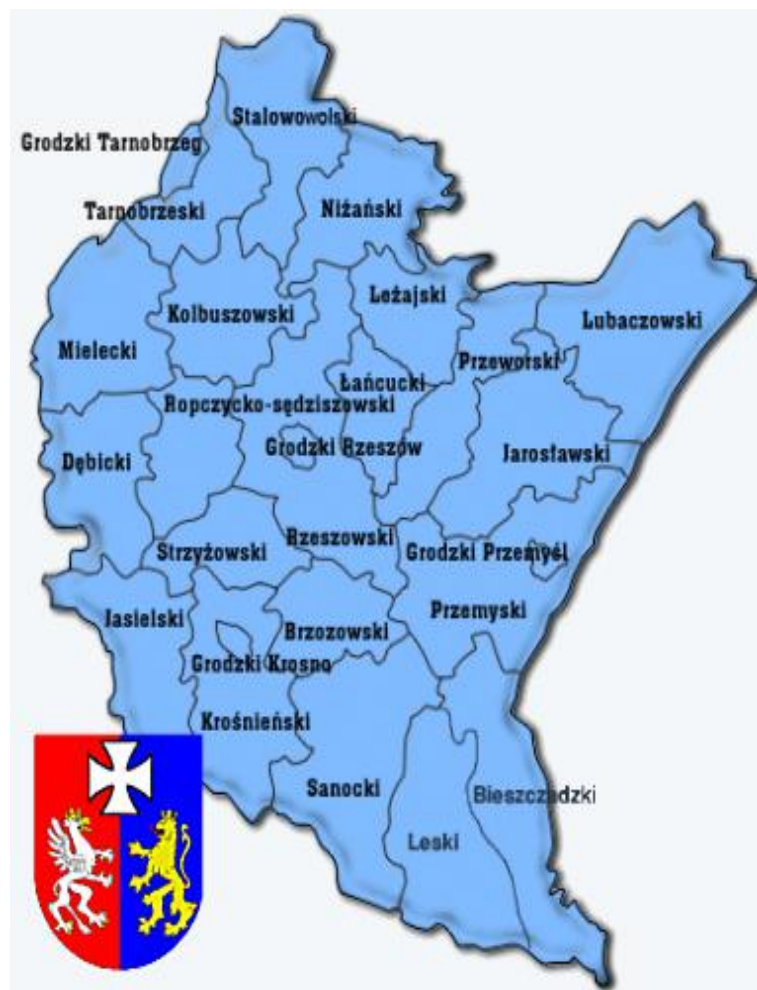 Stalowowolski
Grodzki Tarnobrzeg
Tarnobrzeski
Niżański
Leżajski
Kolbuszowski
Lubaczowski
Mielecki
Przeworski
Łańcucki
Ropczycko-sędziszowski
Grodzki Rzeszów
Jarosławski
Dębicki
Rzeszowski
Strzyżowski
Grodzki Przemyśl
Przemyski
Jasielski
Brzozowski
Grodzki Krosno
Krośnieński
Sanocki
Bieszczadzki
Leski